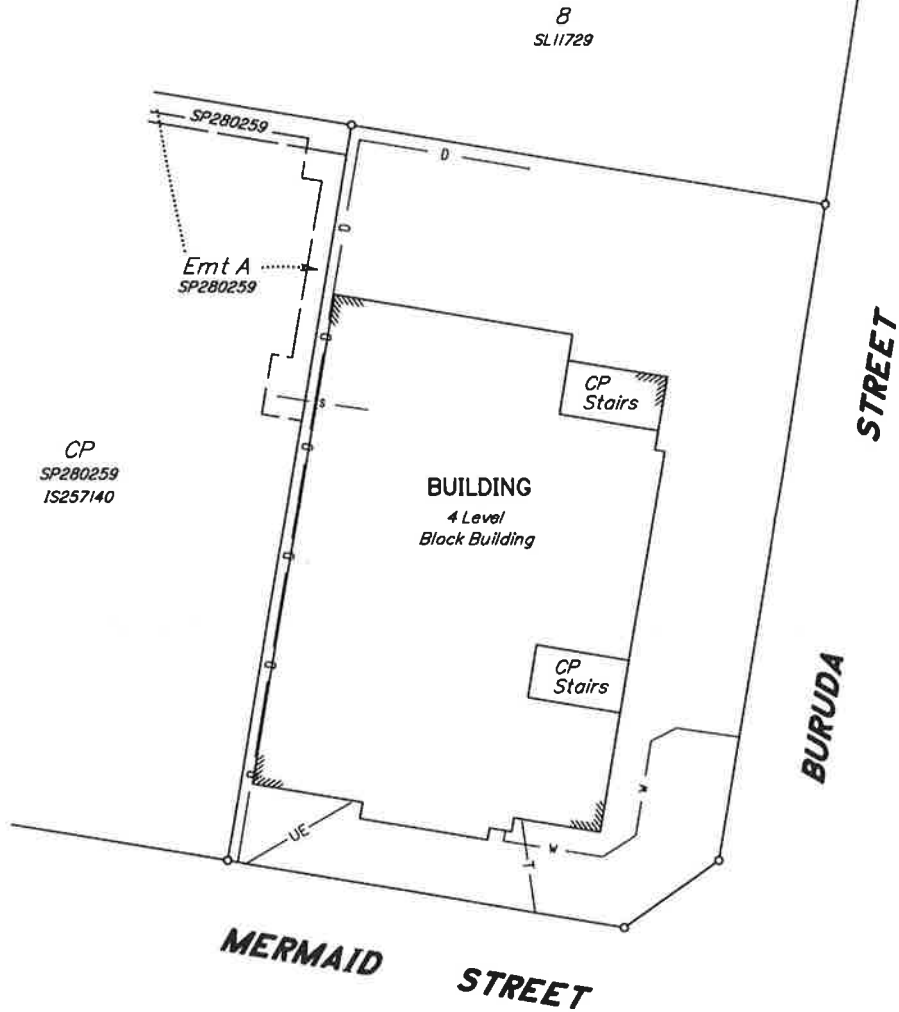 8
SL11729
SP280259
D
D
Emt A
SP280259
STREET
D
CP
Stairs
S
CP
SP280259
IS257140
D
BUILDING
4 Level
Block Building
D
CP
Stairs
D
BURUDA
D
W
UE
W
T
MERMAID STREET